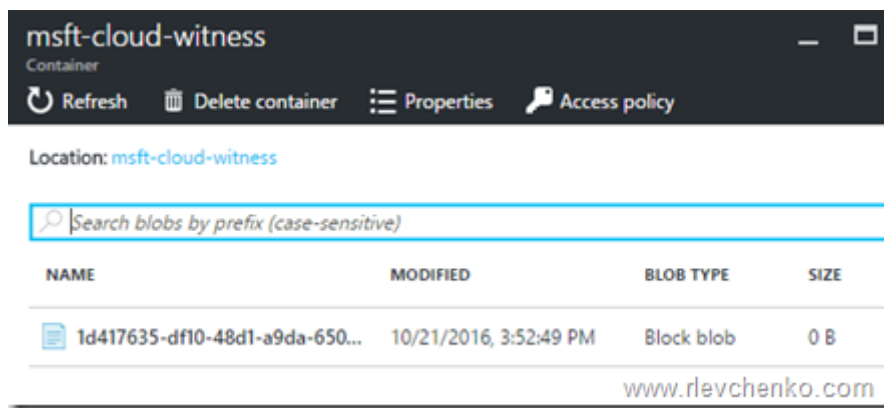 msft-cloud-witness
Container
Refresh Delete container Properties Access policy
Location: msft-cloud-witness
Search blobs by prefix (case-sensitive)
NAME MODIFIED BLOB TYPE SIZE
1d417635-df10-48d1-a9da-650... 10/21/2016, 3:52:49 PM Block blob 0 B
www.rlevchenko.com